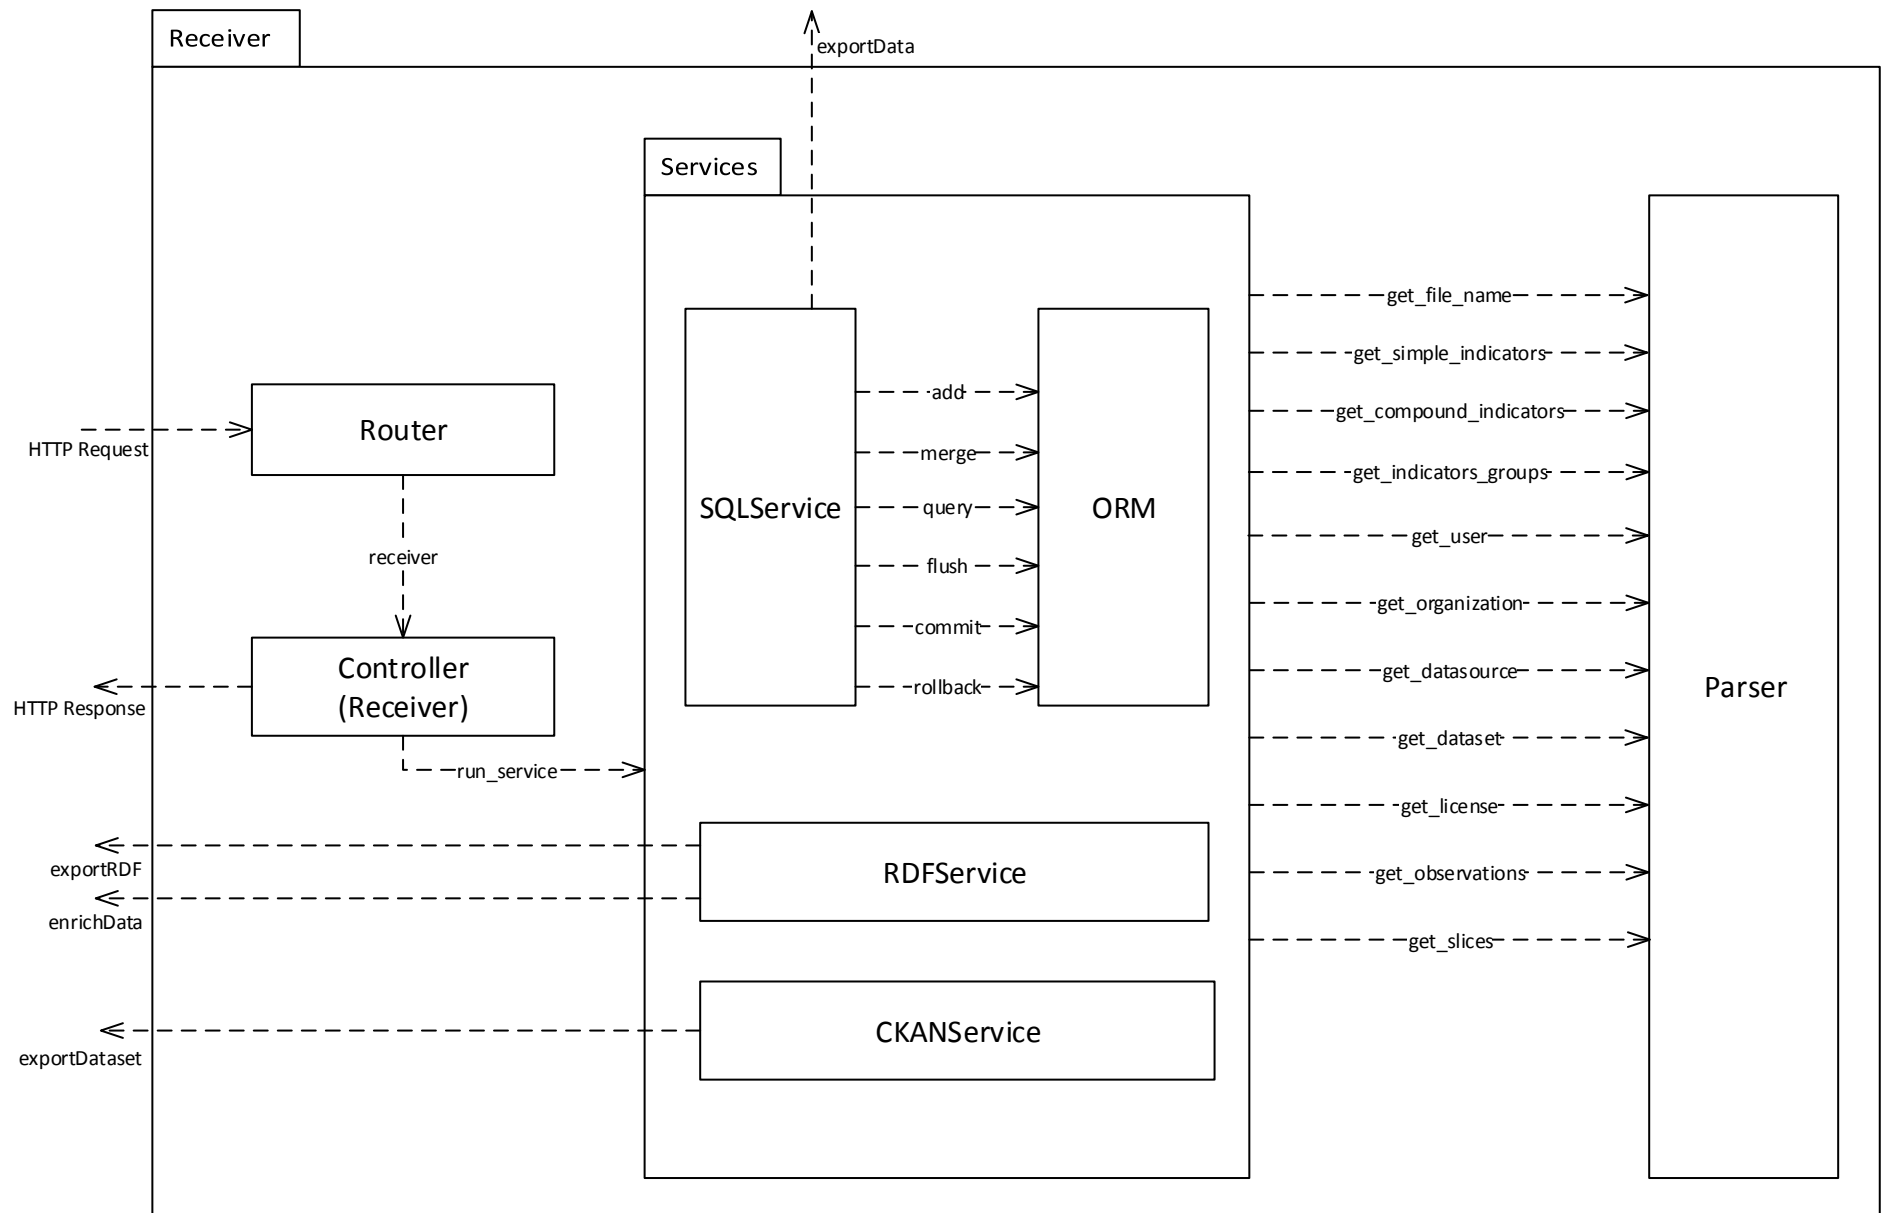 Receiver
exportData
Services
get_file_name
get_simple_indicators
add
get_compound_indicators
Router
HTTP Request
merge
get_indicators_groups
SQLService
query
ORM
get_user
receiver
flush
get_organization
commit
Controller
(Receiver)
get_datasource
rollback
Parser
HTTP Response
get_dataset
run_service
get_license
exportRDF
RDFService
get_observations
enrichData
get_slices
CKANService
exportDataset